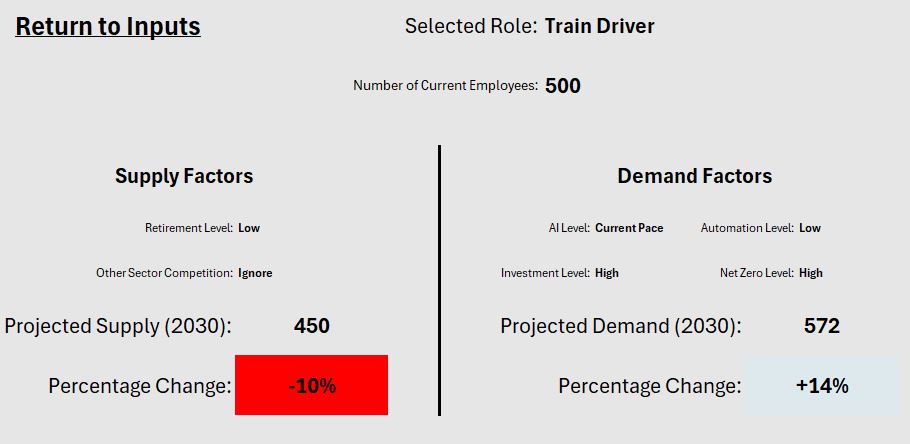 Return to Inputs
Selected Role: Train Driver
Number of Current Employees: 500
Supply Factors
Retirement Level: Low
Other Sector Competition: Ignore
Projected Supply (2030): 450
Percentage Change: -10%
Demand Factors
AI Level: Current Pace Automation Level: Low
Investment Level: High Net Zero Level: High
Projected Demand (2030): 572
Percentage Change: +14%